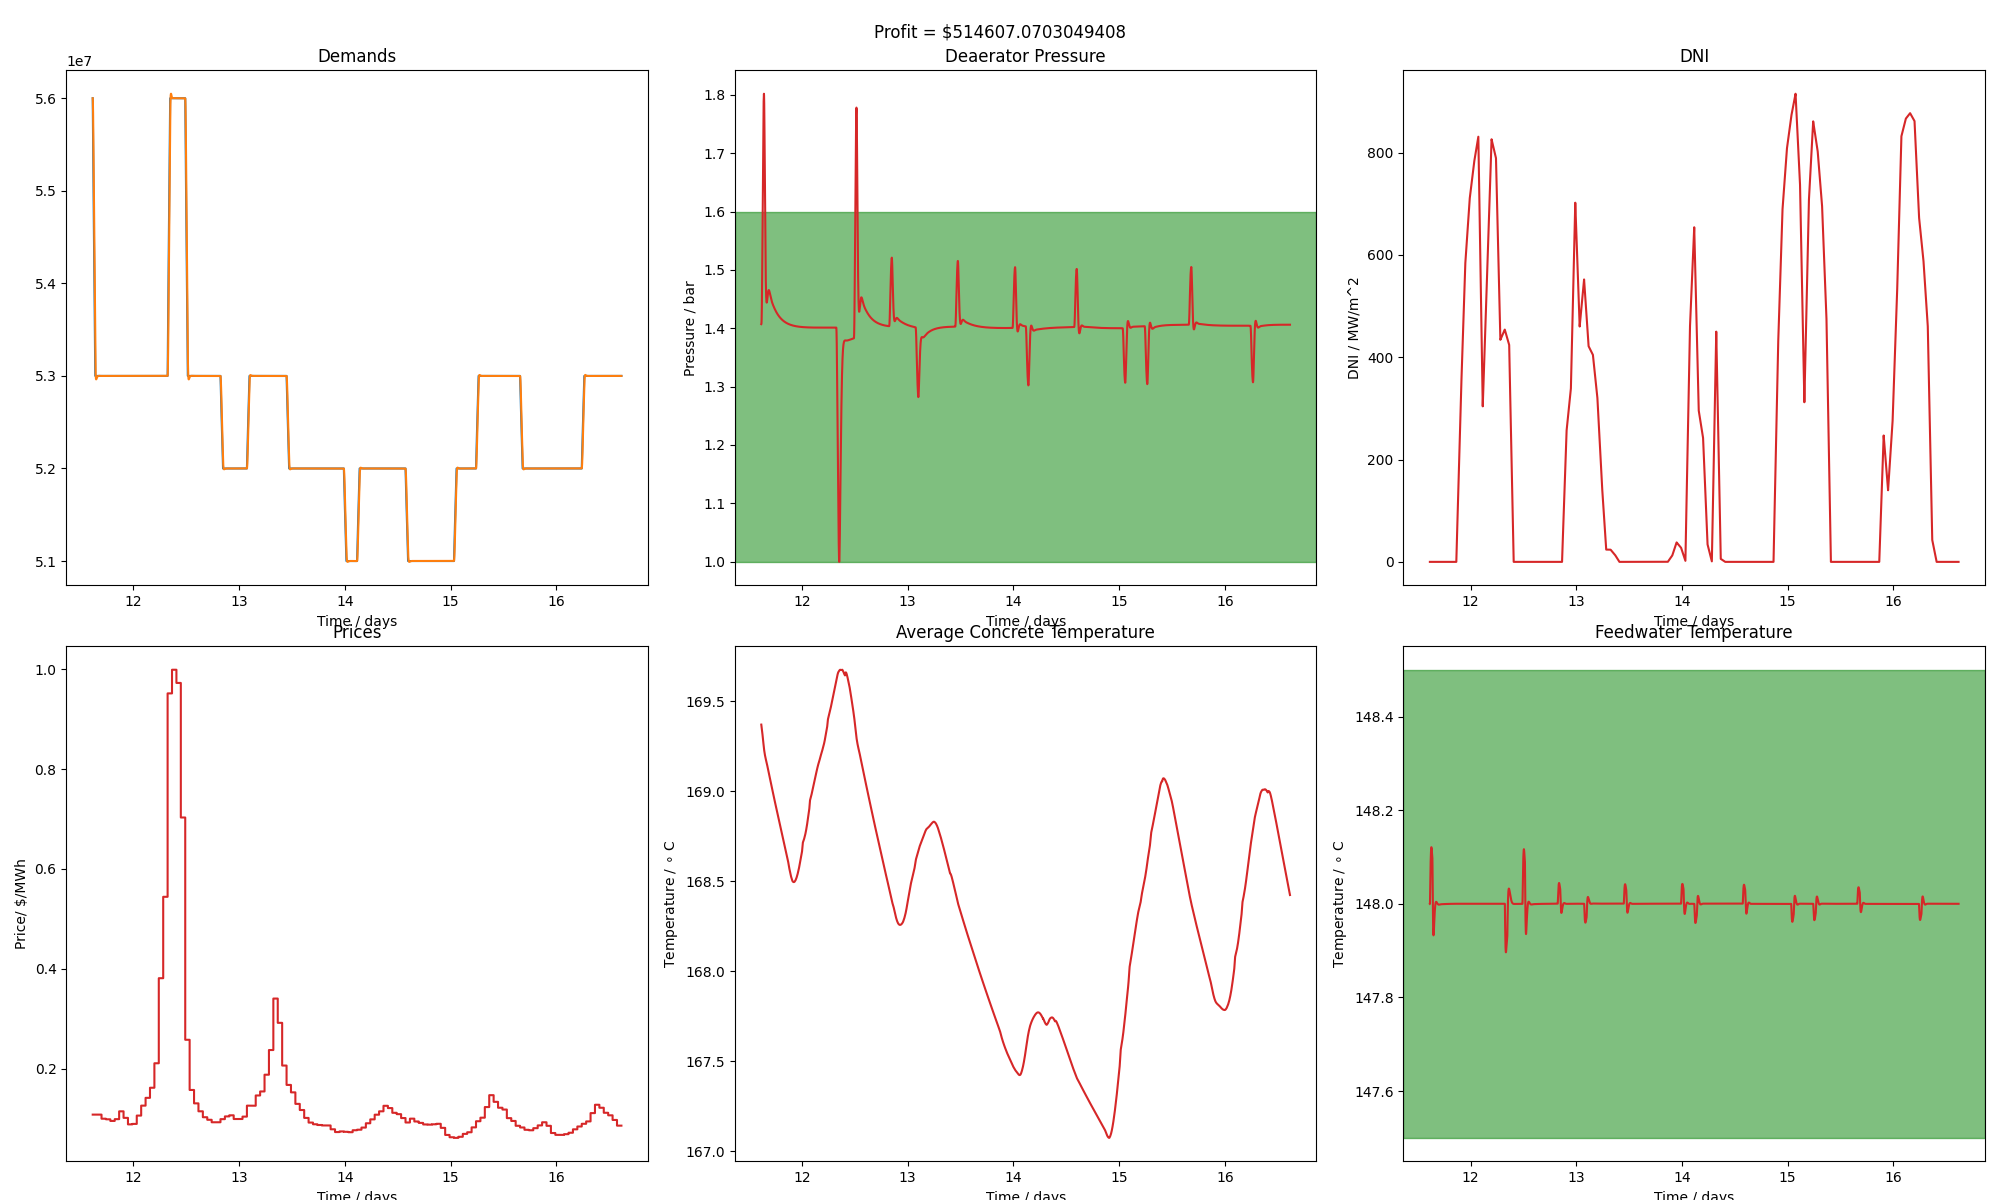 Profit = $514607.0703049408
Demands
1e7
5.6
5.5
5.4
5.3
5.2
5.1
12 13 14 15 16
Time / days
Deaerator Pressure
Pressure / bar
1.8
1.7
1.6
1.5
1.4
1.3
1.2
1.1
1.0
12 13 14 15 16
Time / days
DNI
DNI / MW/m^2
800
600
400
200
0
12 13 14 15 16
Time / days
Prices
Price/ $/MWh
1.0
0.8
0.6
0.4
0.2
12 13 14 15 16
Time / days
Average Concrete Temperature
Temperature / ∘ C
169.5
169.0
168.5
168.0
167.5
167.0
12 13 14 15 16
Time / days
Feedwater Temperature
Temperature / ∘ C
148.4
148.2
148.0
147.8
147.6
12 13 14 15 16
Time / days